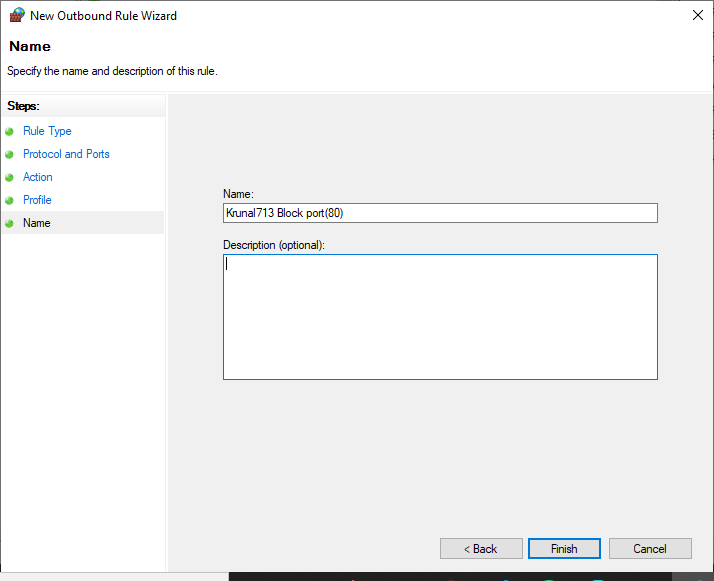 New Outbound Rule Wizard
Name
Specify the name and description of this rule.
Steps:
Rule Type
Protocol and Ports
Action
Profile
Name
Name:
Krunal713 Block port(80)
Description (optional):
< Back
Finish
Cancel